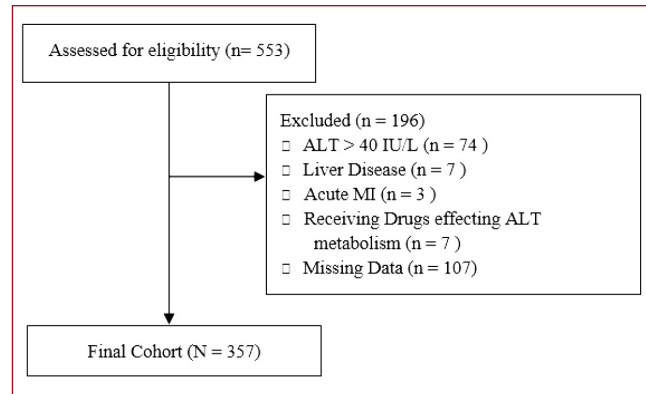 Assessed for eligibility (n= 553)
Excluded (n = 196)
▯ ALT > 40 IU/L (n = 74 )
▯ Liver Disease (n = 7 )
▯ Acute MI (n = 3 )
▯ Receiving Drugs effecting ALT
metabolism (n = 7 )
▯ Missing Data (n = 107)
Final Cohort (N = 357)